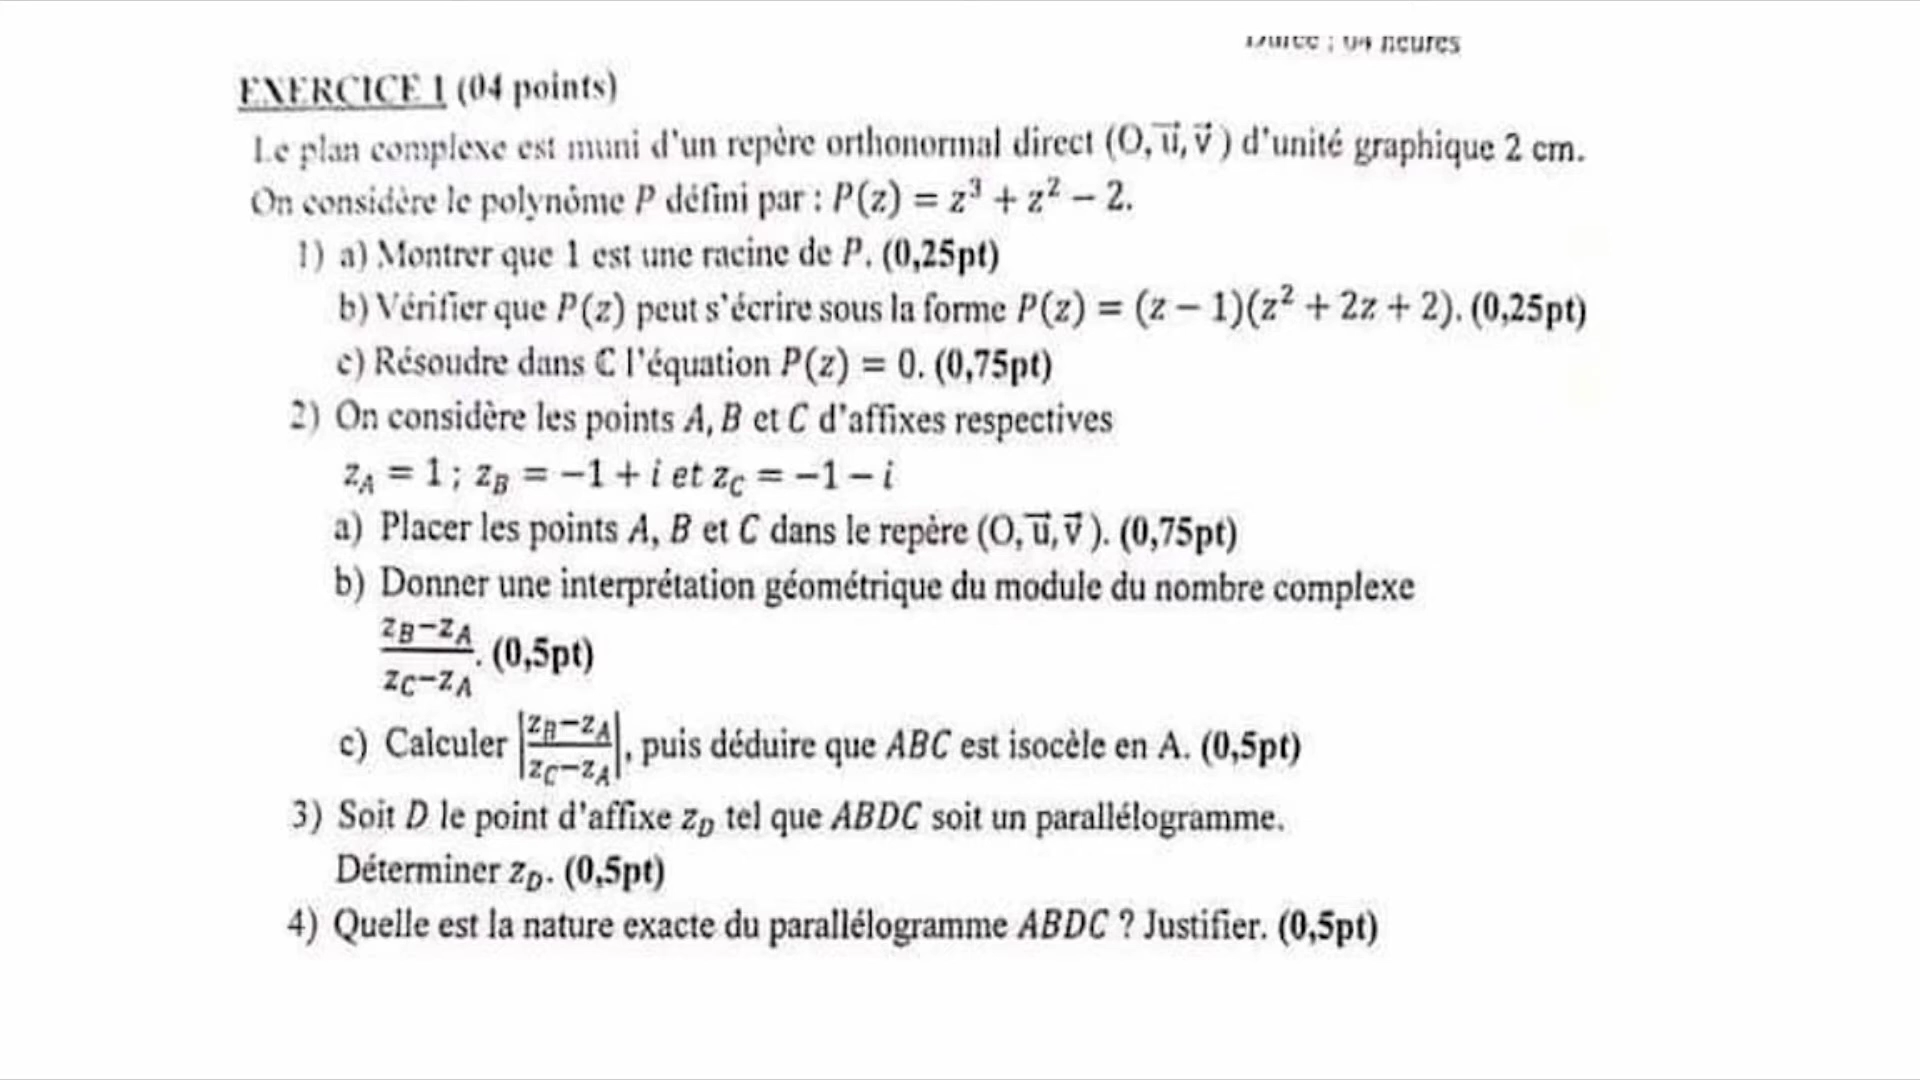 Durée : 04 heures
EXERCICE 1 (04 points)
Le plan complexe est muni d'un repère orthonormal direct (O, u⃗, v⃗) d'unité graphique 2 cm.
On considère le polynôme P défini par : P(z) = z³ + z² − 2.
1) a) Montrer que 1 est une racine de P. (0,25pt)
b) Vérifier que P(z) peut s'écrire sous la forme P(z) = (z − 1)(z² + 2z + 2). (0,25pt)
c) Résoudre dans ℂ l'équation P(z) = 0. (0,75pt)
2) On considère les points A, B et C d'affixes respectives
z_A = 1 ; z_B = −1 + i et z_C = −1 − i
a) Placer les points A, B et C dans le repère (O, u⃗, v⃗). (0,75pt)
b) Donner une interprétation géométrique du module du nombre complexe
(z_B−z_A)/(z_C−z_A). (0,5pt)
c) Calculer |(z_B−z_A)/(z_C−z_A)|, puis déduire que ABC est isocèle en A. (0,5pt)
3) Soit D le point d'affixe z_D tel que ABDC soit un parallélogramme.
Déterminer z_D. (0,5pt)
4) Quelle est la nature exacte du parallélogramme ABDC ? Justifier. (0,5pt)